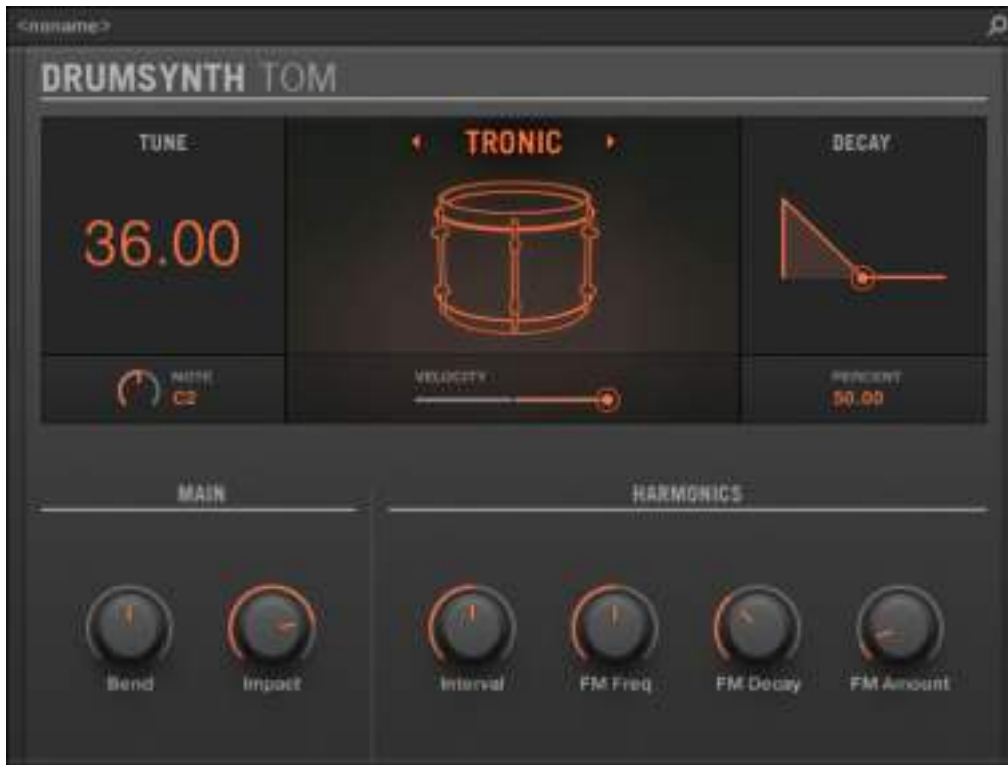 <noname>
DRUMSYNTH TOM
TUNE
TRONIC
DECAY
36.00
NOTE
C2
VELOCITY
PERCENT
50.00
MAIN
HARMONICS
Bend
Impact
Interval
FM Freq
FM Decay
FM Amount